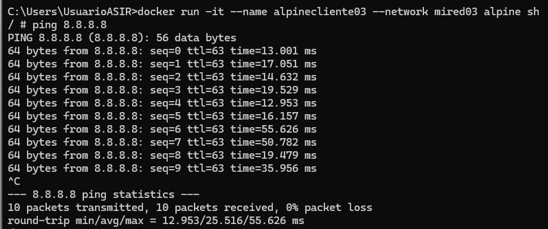 C:\Users\UsuarioASIR>docker run -it --name alpinecliente03 --network mired03 alpine sh
/ # ping 8.8.8.8
PING 8.8.8.8 (8.8.8.8): 56 data bytes
64 bytes from 8.8.8.8: seq=0 ttl=63 time=13.001 ms
64 bytes from 8.8.8.8: seq=1 ttl=63 time=17.051 ms
64 bytes from 8.8.8.8: seq=2 ttl=63 time=14.632 ms
64 bytes from 8.8.8.8: seq=3 ttl=63 time=19.529 ms
64 bytes from 8.8.8.8: seq=4 ttl=63 time=12.953 ms
64 bytes from 8.8.8.8: seq=5 ttl=63 time=16.157 ms
64 bytes from 8.8.8.8: seq=6 ttl=63 time=55.626 ms
64 bytes from 8.8.8.8: seq=7 ttl=63 time=50.782 ms
64 bytes from 8.8.8.8: seq=8 ttl=63 time=19.479 ms
64 bytes from 8.8.8.8: seq=9 ttl=63 time=35.956 ms
^C
--- 8.8.8.8 ping statistics ---
10 packets transmitted, 10 packets received, 0% packet loss
round-trip min/avg/max = 12.953/25.516/55.626 ms